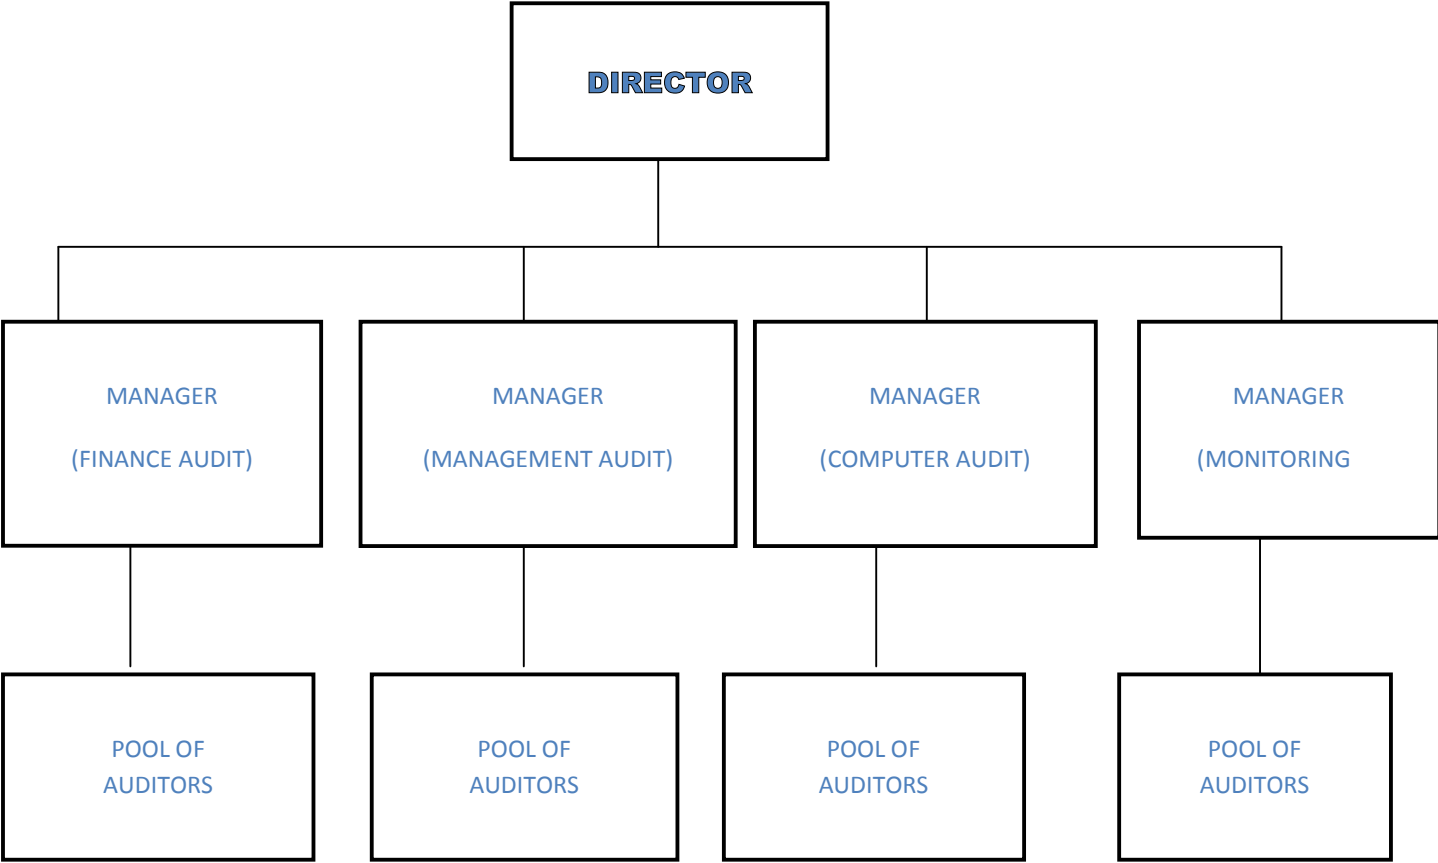 DIRECTOR
MANAGER
(FINANCE AUDIT)
MANAGER
(MANAGEMENT AUDIT)
MANAGER
(COMPUTER AUDIT)
MANAGER
(MONITORING
POOL OF
AUDITORS
POOL OF
AUDITORS
POOL OF
AUDITORS
POOL OF
AUDITORS